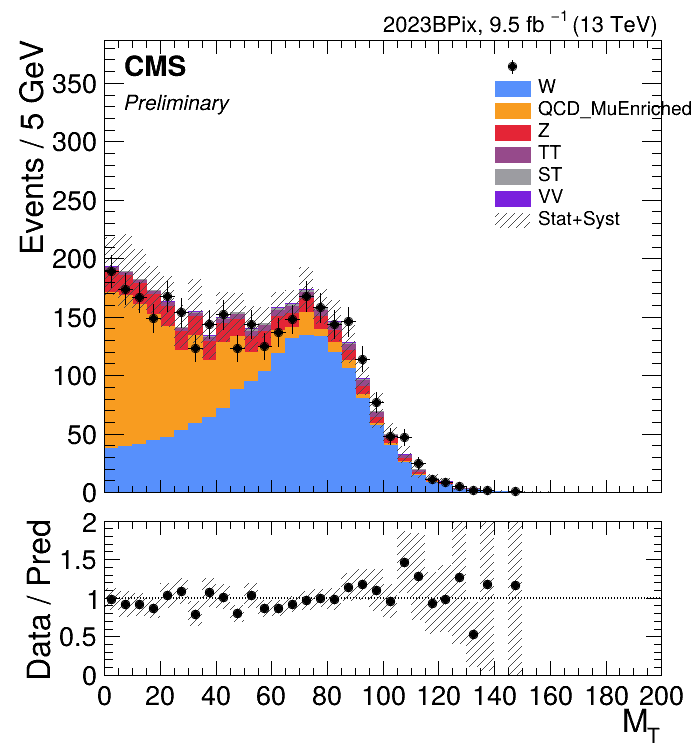 2023BPix, 9.5 fb⁻¹ (13 TeV)
CMS
Preliminary
W
QCD_MuEnriched
Z
TT
ST
VV
Stat+Syst
Events / 5 GeV
350
300
250
200
150
100
50
0
Data / Pred
2
1.5
1
0.5
0
0 20 40 60 80 100 120 140 160 180 200
M_T